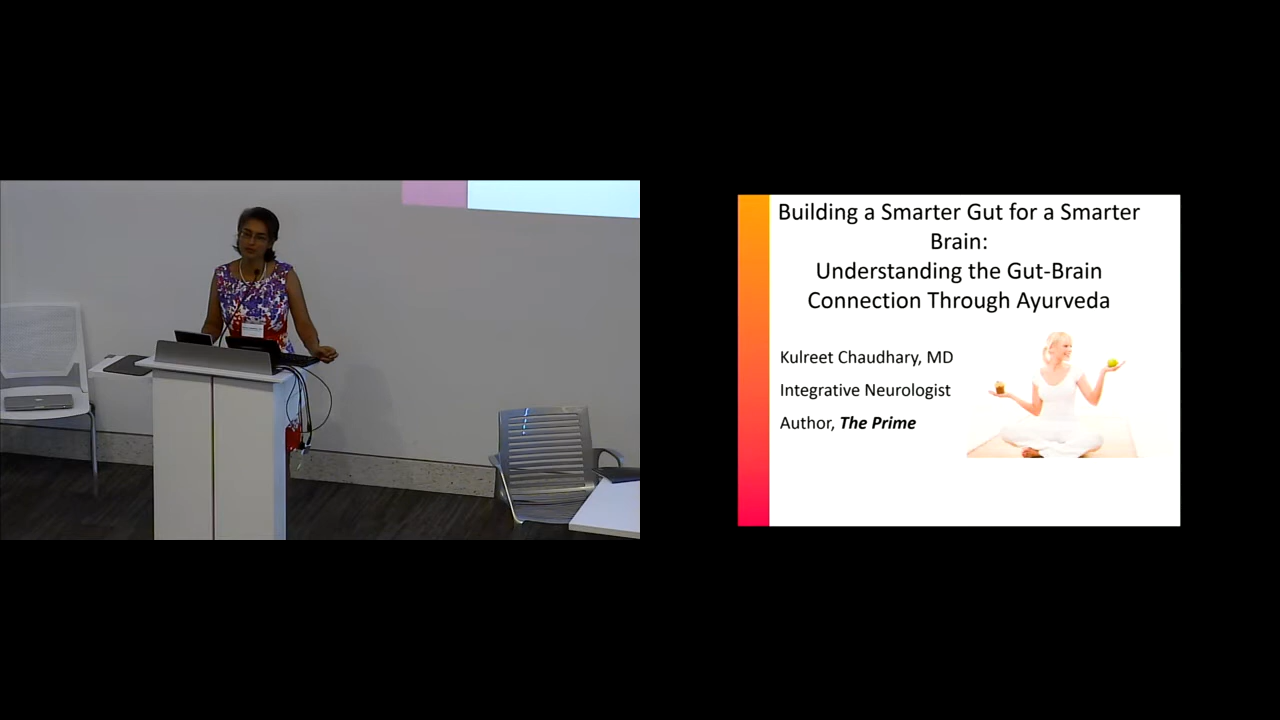 Building a Smarter Gut for a Smarter
Brain:
Understanding the Gut-Brain
Connection Through Ayurveda
Kulreet Chaudhary, MD
Integrative Neurologist
Author, The Prime